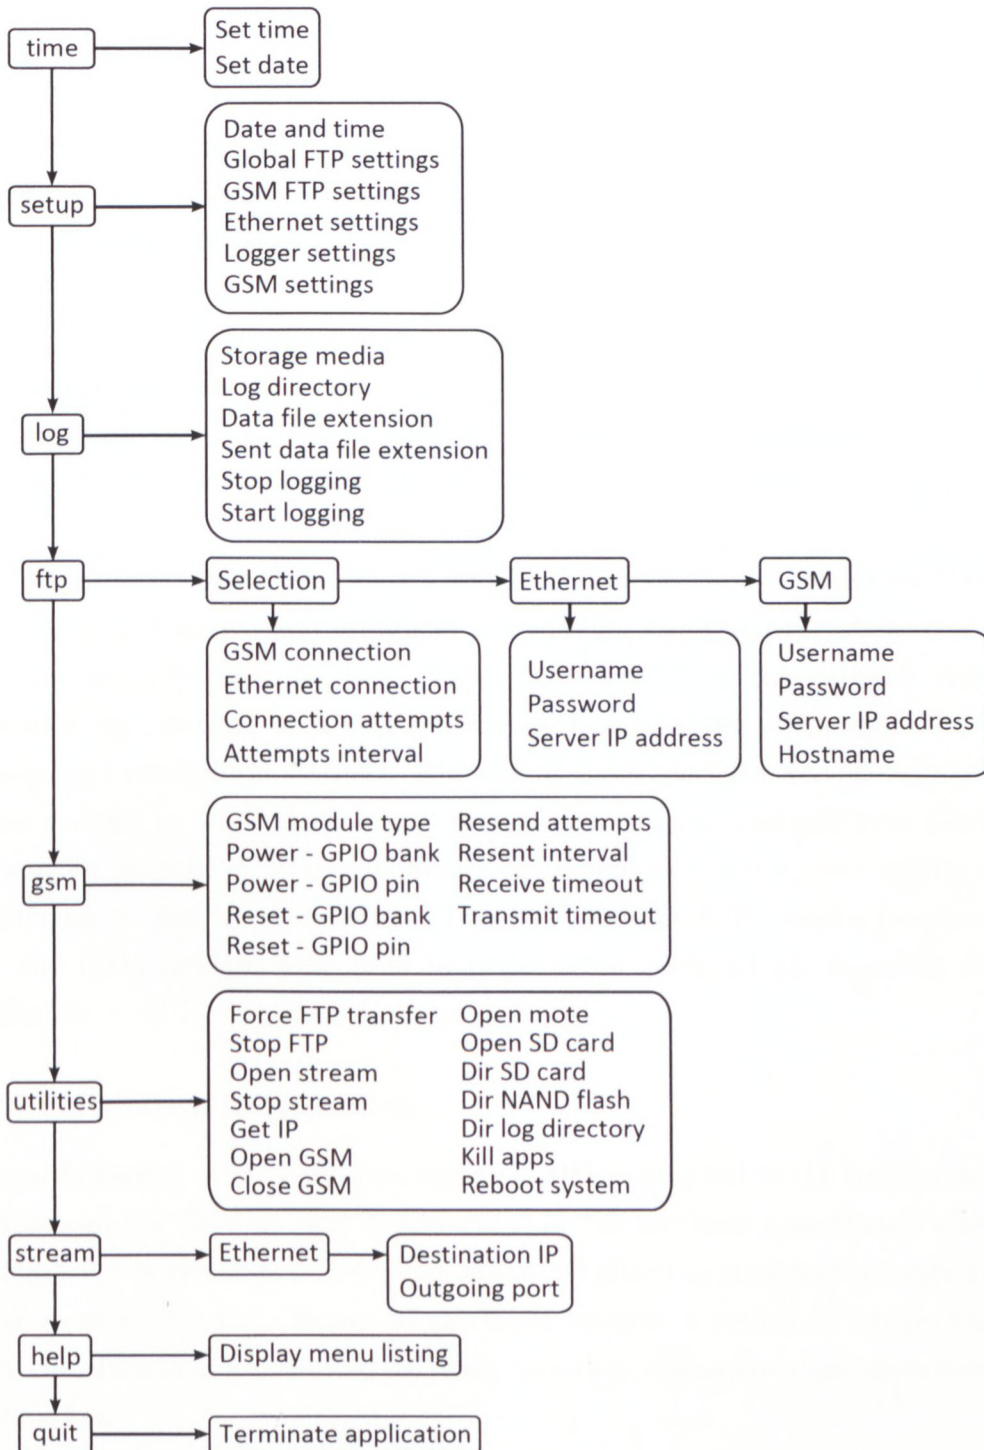 time
Set time
Set date
setup
Date and time
Global FTP settings
GSM FTP settings
Ethernet settings
Logger settings
GSM settings
log
Storage media
Log directory
Data file extension
Sent data file extension
Stop logging
Start logging
ftp
Selection
Ethernet
GSM
GSM connection
Ethernet connection
Connection attempts
Attempts interval
Username
Password
Server IP address
Username
Password
Server IP address
Hostname
gsm
GSM module type
Power - GPIO bank
Power - GPIO pin
Reset - GPIO bank
Reset - GPIO pin
Resend attempts
Resent interval
Receive timeout
Transmit timeout
utilities
Force FTP transfer
Stop FTP
Open stream
Stop stream
Get IP
Open GSM
Close GSM
Open mote
Open SD card
Dir SD card
Dir NAND flash
Dir log directory
Kill apps
Reboot system
stream
Ethernet
Destination IP
Outgoing port
help
Display menu listing
quit
Terminate application